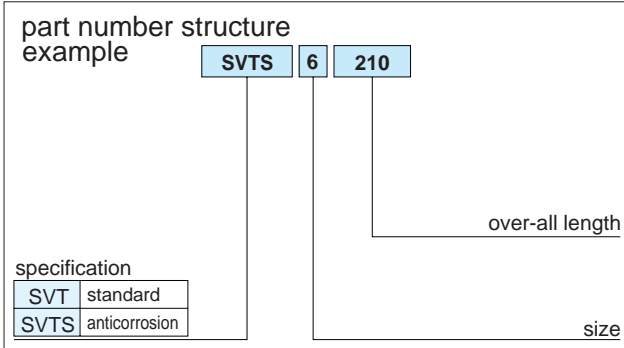 part number structure
example
SVTS 6 210
over-all length
specification
SVT standard
SVTS anticorrosion
size